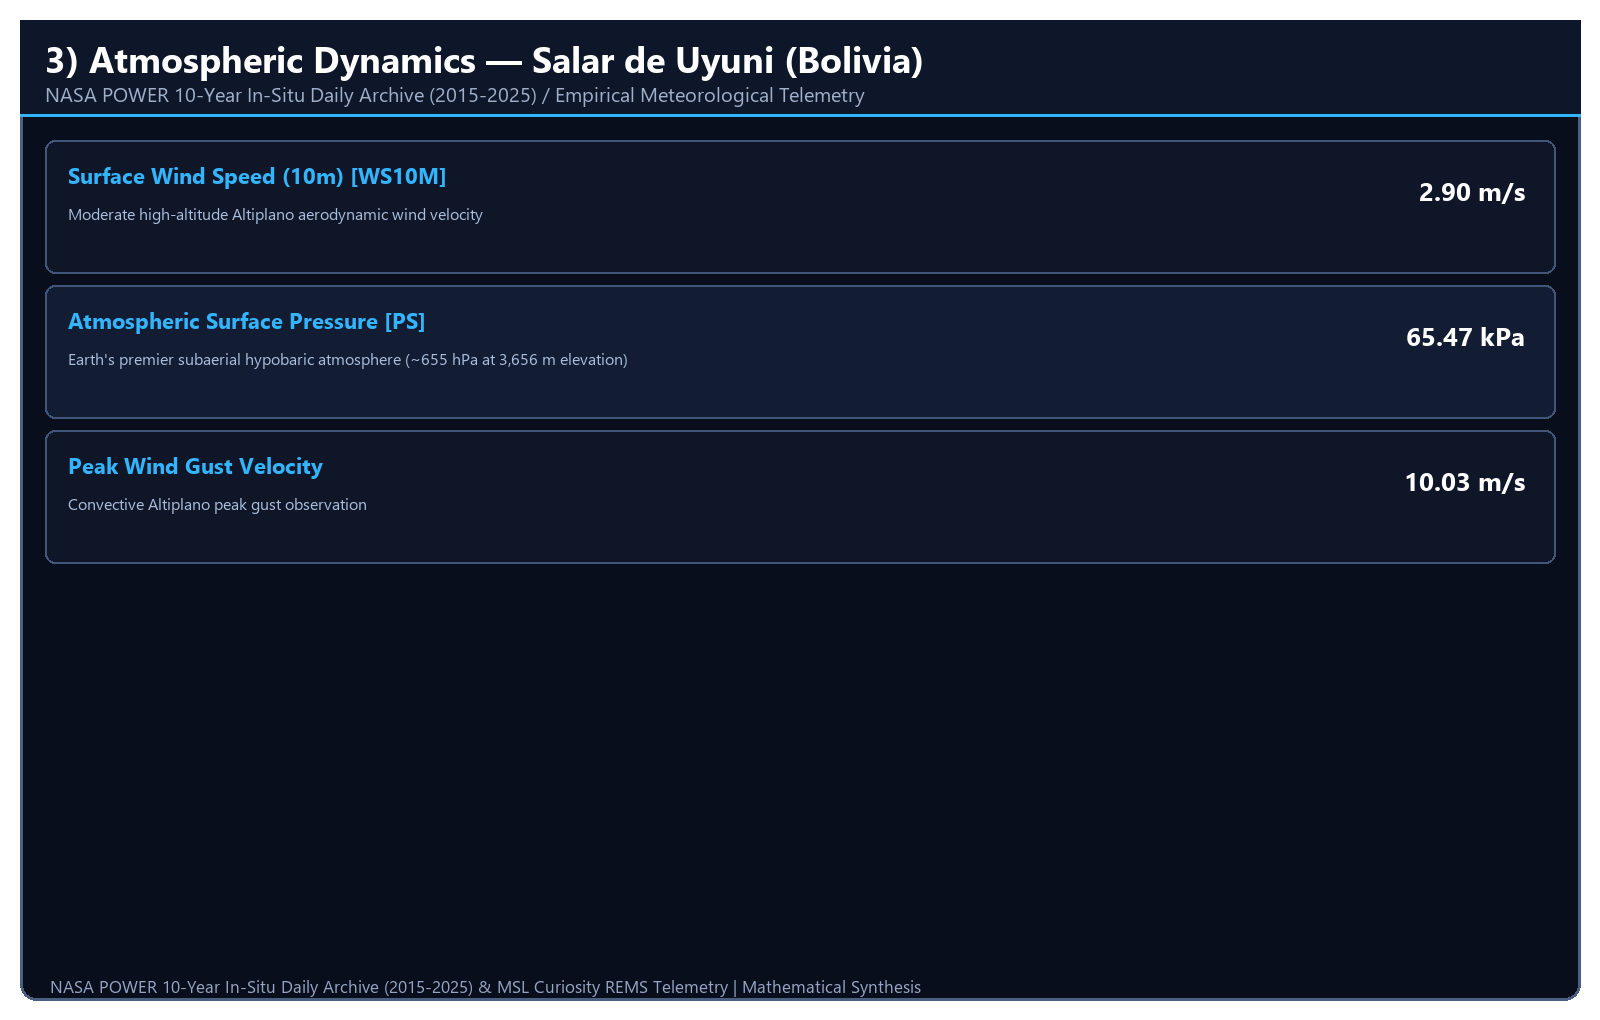 3) Atmospheric Dynamics — Salar de Uyuni (Bolivia)
NASA POWER 10-Year In-Situ Daily Archive (2015-2025) / Empirical Meteorological Telemetry
Surface Wind Speed (10m) [WS10M]
2.90 m/s
Moderate high-altitude Altiplano aerodynamic wind velocity
Atmospheric Surface Pressure [PS]
65.47 kPa
Earth's premier subaerial hypobaric atmosphere (~655 hPa at 3,656 m elevation)
Peak Wind Gust Velocity
10.03 m/s
Convective Altiplano peak gust observation
NASA POWER 10-Year In-Situ Daily Archive (2015-2025) & MSL Curiosity REMS Telemetry | Mathematical Synthesis